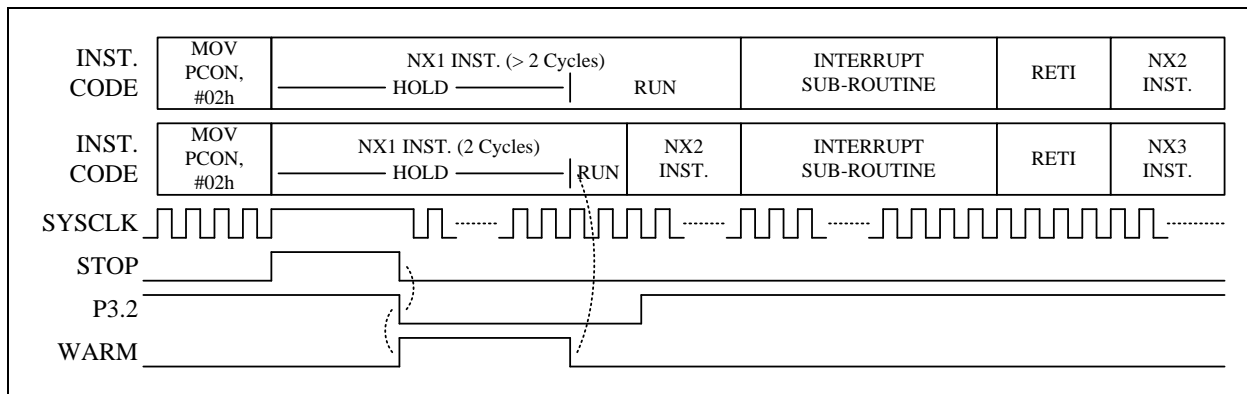 INST. CODE
MOV PCON, #02h
NX1 INST. (> 2 Cycles)
HOLD
RUN
INTERRUPT SUB-ROUTINE
RETI
NX2 INST.
INST. CODE
MOV PCON, #02h
NX1 INST. (2 Cycles)
HOLD
RUN
NX2 INST.
INTERRUPT SUB-ROUTINE
RETI
NX3 INST.
SYSCLK
STOP
P3.2
WARM